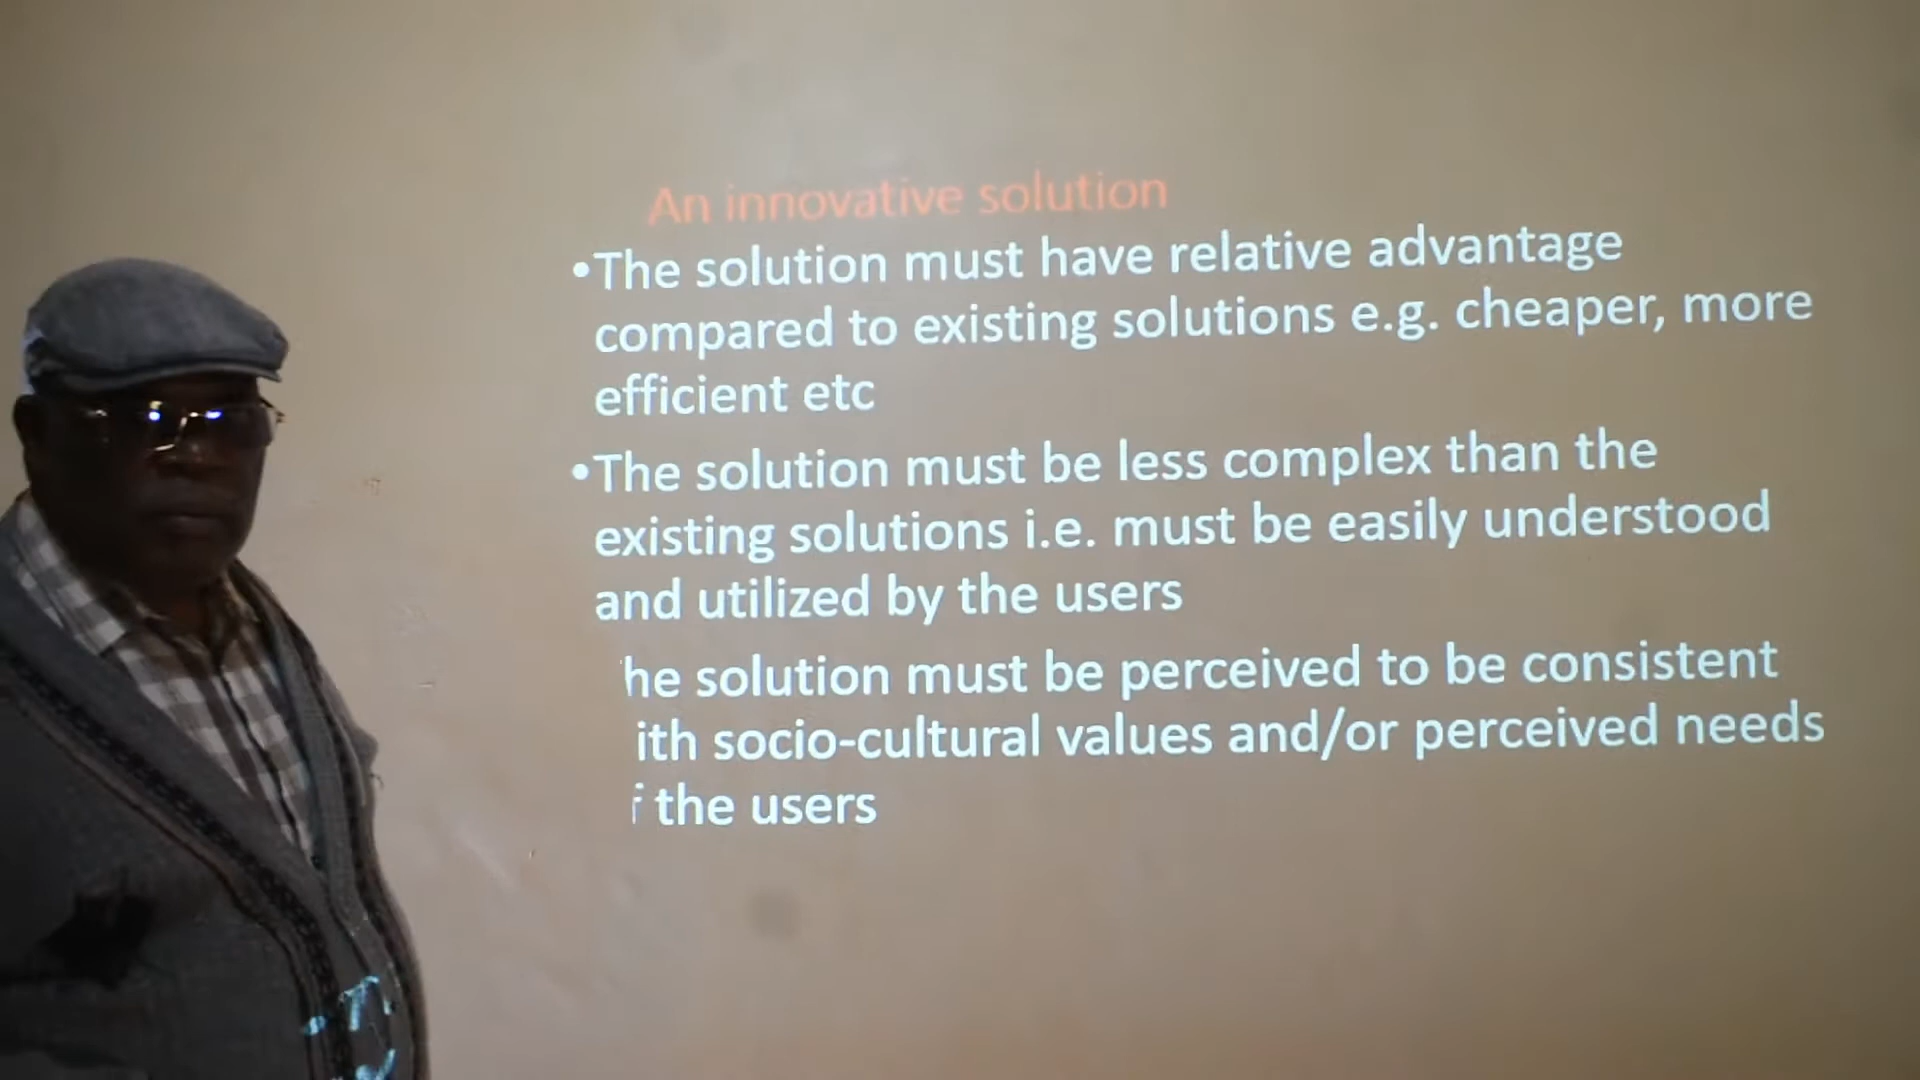 An innovative solution
•The solution must have relative advantage
compared to existing solutions e.g. cheaper, more
efficient etc
•The solution must be less complex than the
existing solutions i.e. must be easily understood
and utilized by the users
he solution must be perceived to be consistent
ith socio-cultural values and/or perceived needs
f the users